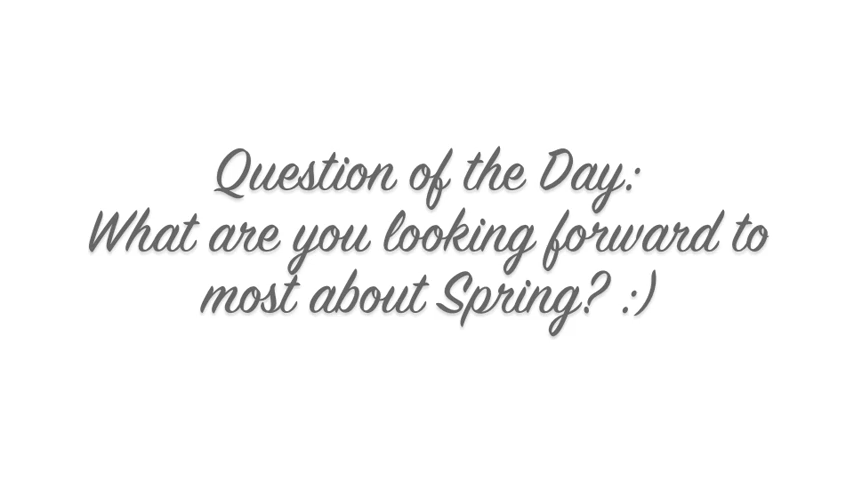 Question of the Day:
What are you looking forward to
most about Spring? :)